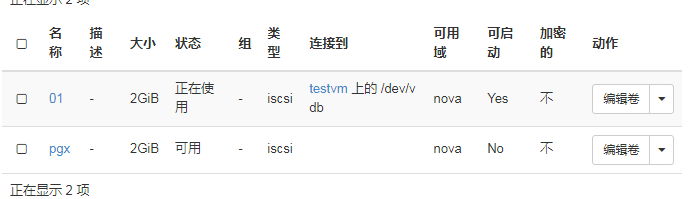 正在显示 2 项
名称 描述 大小 状态 组 类型 连接到 可用域 可启动 加密的 动作
01 - 2GiB 正在使用 - iscsi testvm 上的 /dev/vdb nova Yes 不 编辑卷
pgx - 2GiB 可用 - iscsi nova No 不 编辑卷
正在显示 2 项